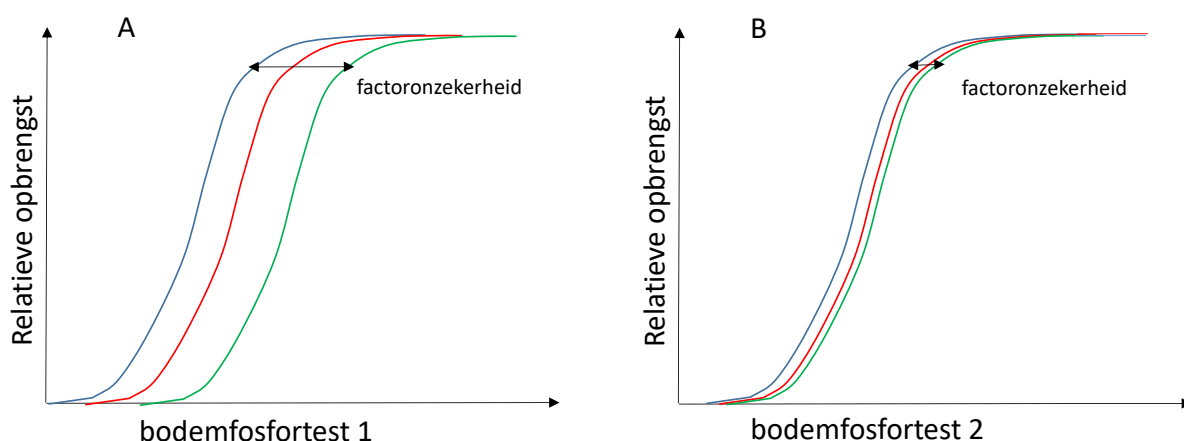 A
factoronzekerheid
Relatieve opbrengst
bodemfosfortest 1
B
factoronzekerheid
Relatieve opbrengst
bodemfosfortest 2